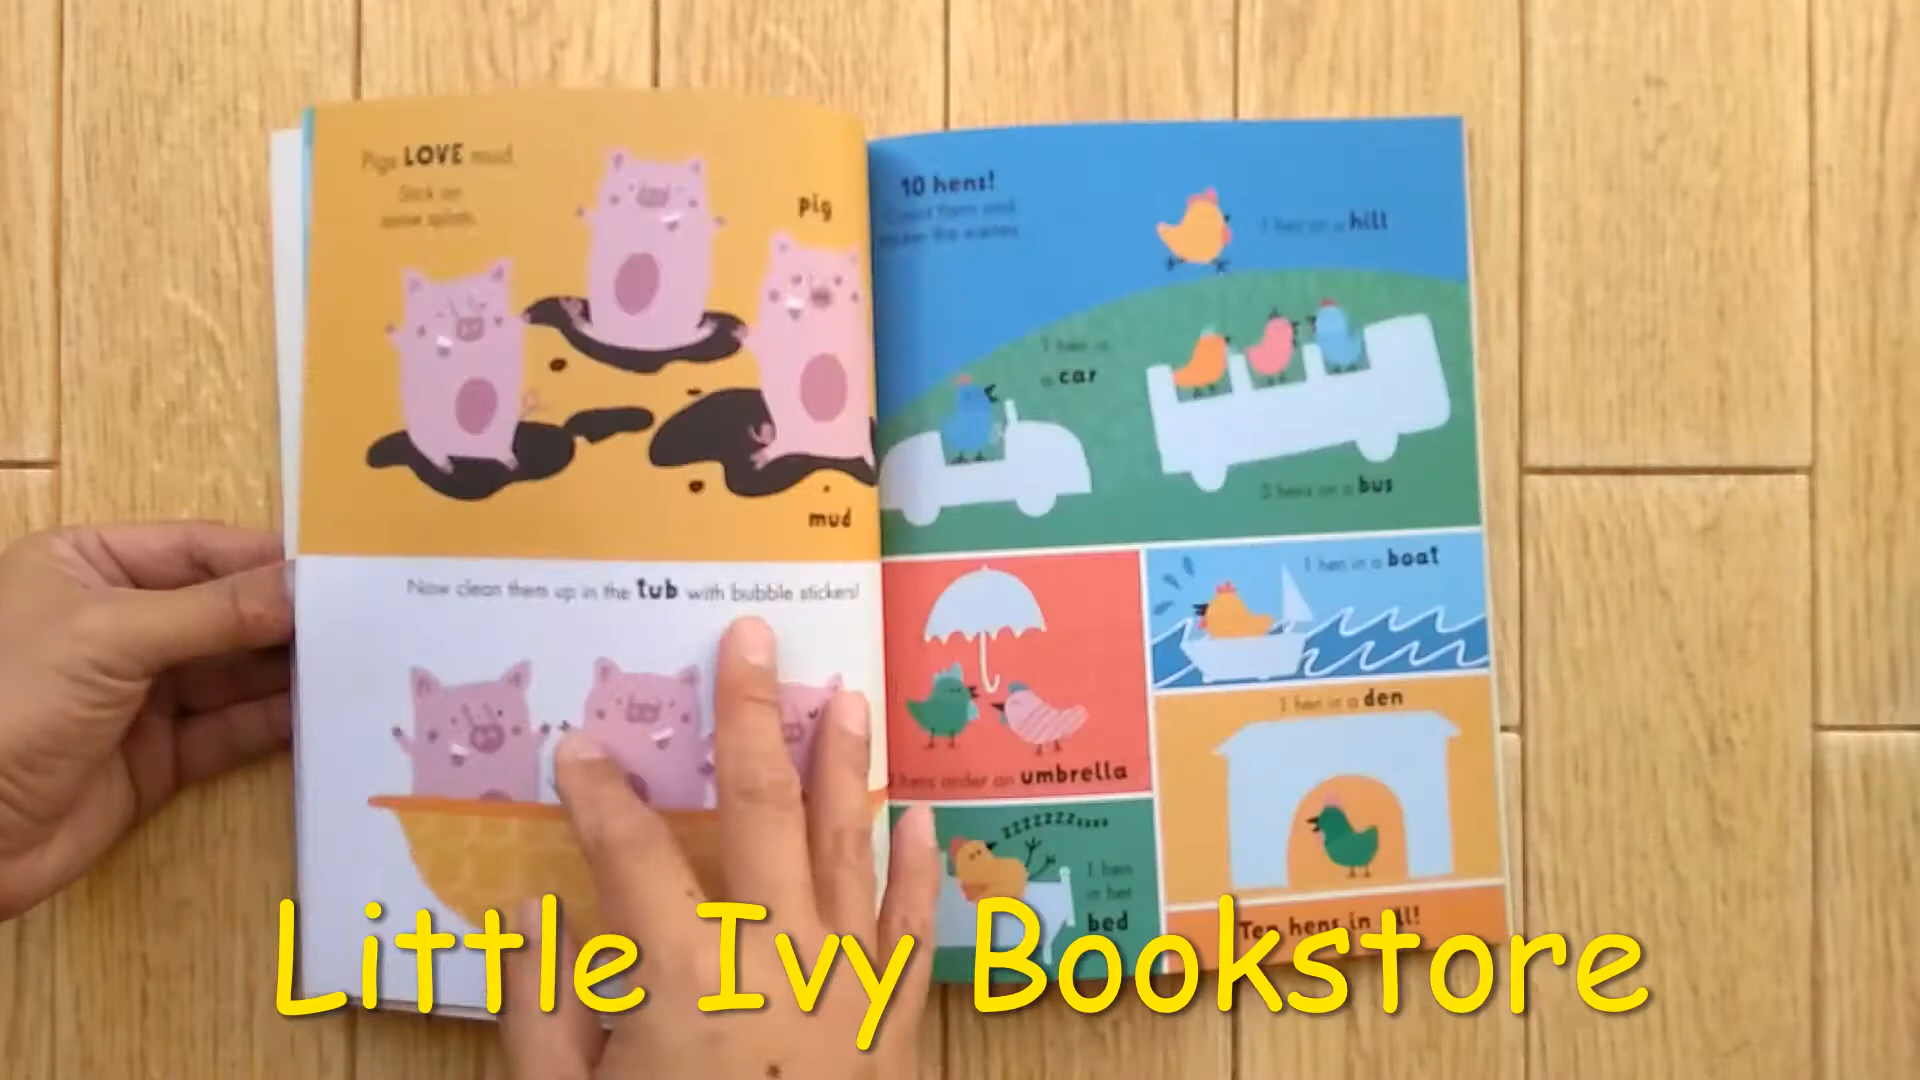 Pigs LOVE mud.
Stick on
some splats.
pig
mud
Now clean them up in the tub with bubble stickers!
10 hens!
Count them and
sticker the scenes
1 hen on a hill
1 hen in
a car
3 hens on a bus
hens under an umbrella
1 hen in a boat
1 hen in a den
zzzzzzzzzzz
1 hen
in her
bed
Ten hens in all!
Little Ivy Bookstore